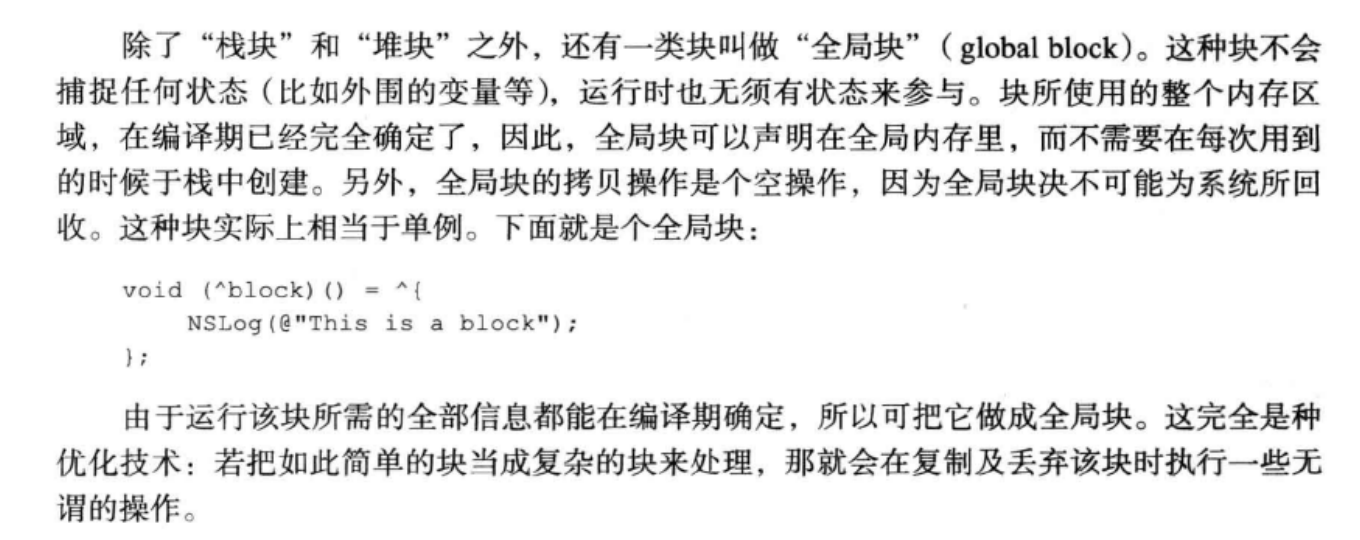 除了“栈块”和“堆块”之外，还有一类块叫做“全局块”（global block）。这种块不会
捕捉任何状态（比如外围的变量等），运行时也无须有状态来参与。块所使用的整个内存区
域，在编译期已经完全确定了，因此，全局块可以声明在全局内存里，而不需要在每次用到
的时候于栈中创建。另外，全局块的拷贝操作是个空操作，因为全局块决不可能为系统所回
收。这种块实际上相当于单例。下面就是个全局块：
void (^block)() = ^{
    NSLog(@"This is a block");
};
由于运行该块所需的全部信息都能在编译期确定，所以可把它做成全局块。这完全是种
优化技术：若把如此简单的块当成复杂的块来处理，那就会在复制及丢弃该块时执行一些无
谓的操作。